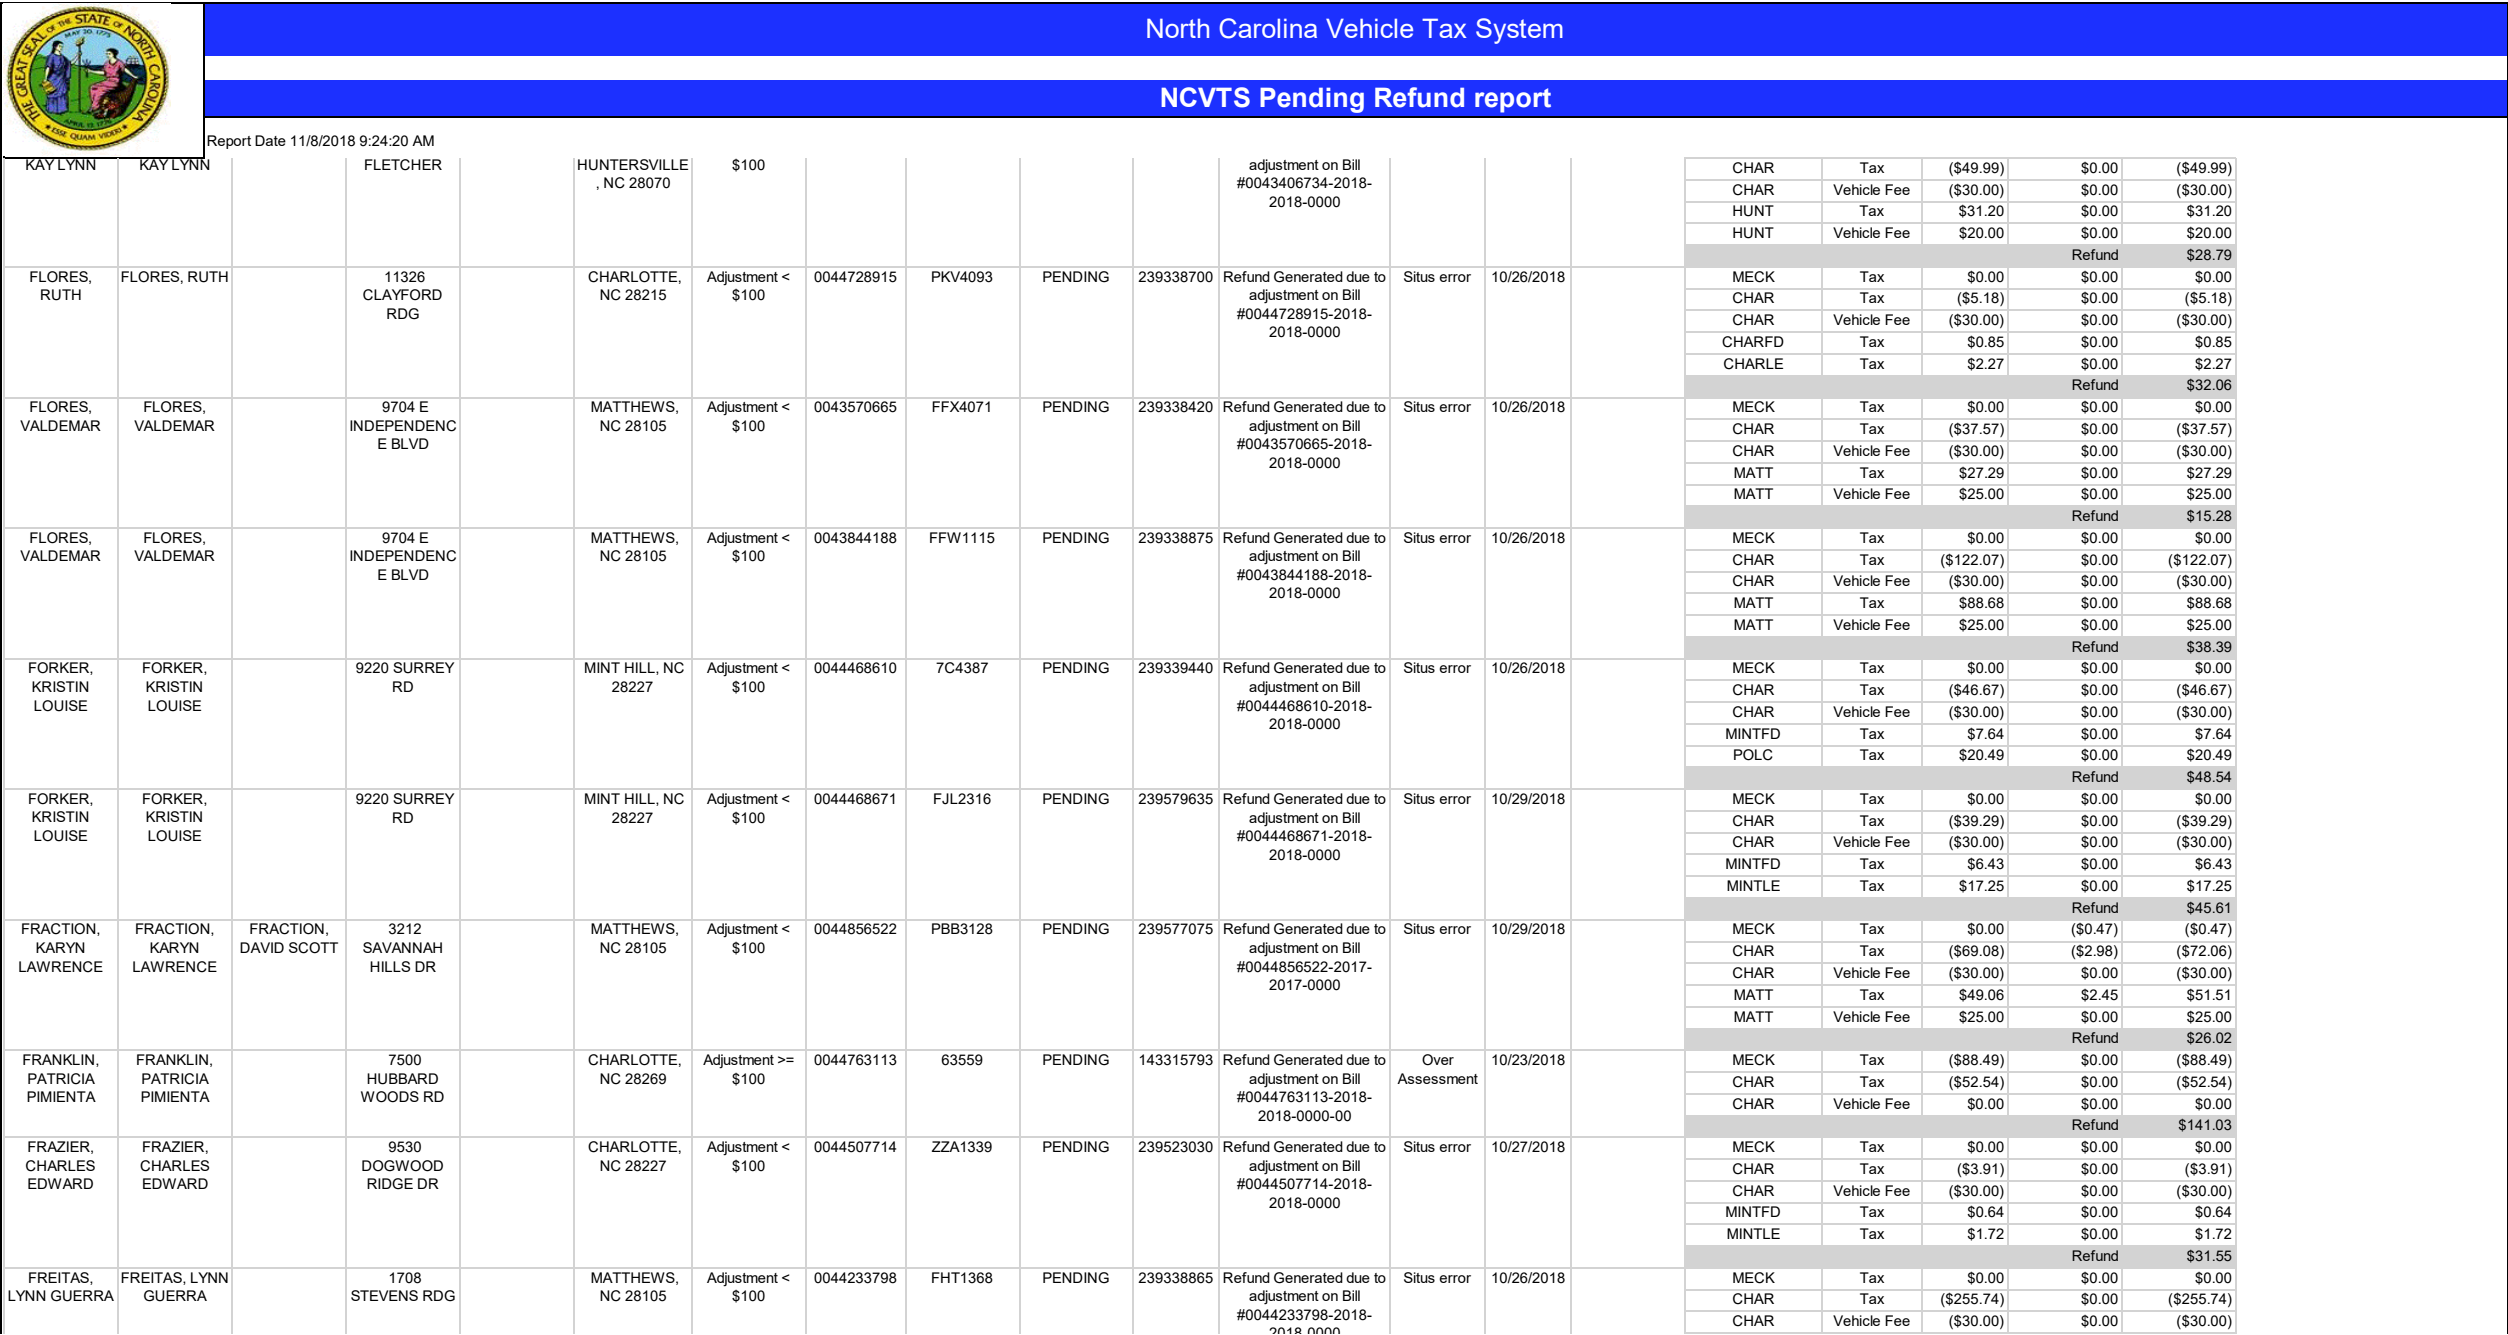 THE GREAT SEAL OF THE STATE OF NORTH CAROLINA
MAY 20, 1775
APRIL 12, 1776
ESSE QUAM VIDERI
North Carolina Vehicle Tax System
NCVTS Pending Refund report
Report Date 11/8/2018 9:24:20 AM
KAY LYNN KAY LYNN FLETCHER HUNTERSVILLE $100 adjustment on Bill CHAR Tax ($49.99) $0.00 ($49.99)
, NC 28070 #0043406734-2018- CHAR Vehicle Fee ($30.00) $0.00 ($30.00)
2018-0000 HUNT Tax $31.20 $0.00 $31.20
HUNT Vehicle Fee $20.00 $0.00 $20.00
Refund $28.79
FLORES, FLORES, RUTH 11326 CHARLOTTE, Adjustment < 0044728915 PKV4093 PENDING 239338700 Refund Generated due to Situs error 10/26/2018 MECK Tax $0.00 $0.00 $0.00
RUTH CLAYFORD NC 28215 $100 adjustment on Bill CHAR Tax ($5.18) $0.00 ($5.18)
RDG #0044728915-2018- CHAR Vehicle Fee ($30.00) $0.00 ($30.00)
2018-0000 CHARFD Tax $0.85 $0.00 $0.85
CHARLE Tax $2.27 $0.00 $2.27
Refund $32.06
FLORES, FLORES, 9704 E MATTHEWS, Adjustment < 0043570665 FFX4071 PENDING 239338420 Refund Generated due to Situs error 10/26/2018 MECK Tax $0.00 $0.00 $0.00
VALDEMAR VALDEMAR INDEPENDENC NC 28105 $100 adjustment on Bill CHAR Tax ($37.57) $0.00 ($37.57)
E BLVD #0043570665-2018- CHAR Vehicle Fee ($30.00) $0.00 ($30.00)
2018-0000 MATT Tax $27.29 $0.00 $27.29
MATT Vehicle Fee $25.00 $0.00 $25.00
Refund $15.28
FLORES, FLORES, 9704 E MATTHEWS, Adjustment < 0043844188 FFW1115 PENDING 239338875 Refund Generated due to Situs error 10/26/2018 MECK Tax $0.00 $0.00 $0.00
VALDEMAR VALDEMAR INDEPENDENC NC 28105 $100 adjustment on Bill CHAR Tax ($122.07) $0.00 ($122.07)
E BLVD #0043844188-2018- CHAR Vehicle Fee ($30.00) $0.00 ($30.00)
2018-0000 MATT Tax $88.68 $0.00 $88.68
MATT Vehicle Fee $25.00 $0.00 $25.00
Refund $38.39
FORKER, FORKER, 9220 SURREY MINT HILL, NC Adjustment < 0044468610 7C4387 PENDING 239339440 Refund Generated due to Situs error 10/26/2018 MECK Tax $0.00 $0.00 $0.00
KRISTIN KRISTIN RD 28227 $100 adjustment on Bill CHAR Tax ($46.67) $0.00 ($46.67)
LOUISE LOUISE #0044468610-2018- CHAR Vehicle Fee ($30.00) $0.00 ($30.00)
2018-0000 MINTFD Tax $7.64 $0.00 $7.64
POLC Tax $20.49 $0.00 $20.49
Refund $48.54
FORKER, FORKER, 9220 SURREY MINT HILL, NC Adjustment < 0044468671 FJL2316 PENDING 239579635 Refund Generated due to Situs error 10/29/2018 MECK Tax $0.00 $0.00 $0.00
KRISTIN KRISTIN RD 28227 $100 adjustment on Bill CHAR Tax ($39.29) $0.00 ($39.29)
LOUISE LOUISE #0044468671-2018- CHAR Vehicle Fee ($30.00) $0.00 ($30.00)
2018-0000 MINTFD Tax $6.43 $0.00 $6.43
MINTLE Tax $17.25 $0.00 $17.25
Refund $45.61
FRACTION, FRACTION, FRACTION, 3212 MATTHEWS, Adjustment < 0044856522 PBB3128 PENDING 239577075 Refund Generated due to Situs error 10/29/2018 MECK Tax $0.00 ($0.47) ($0.47)
KARYN KARYN DAVID SCOTT SAVANNAH NC 28105 $100 adjustment on Bill CHAR Tax ($69.08) ($2.98) ($72.06)
LAWRENCE LAWRENCE HILLS DR #0044856522-2017- CHAR Vehicle Fee ($30.00) $0.00 ($30.00)
2017-0000 MATT Tax $49.06 $2.45 $51.51
MATT Vehicle Fee $25.00 $0.00 $25.00
Refund $26.02
FRANKLIN, FRANKLIN, 7500 CHARLOTTE, Adjustment >= 0044763113 63559 PENDING 143315793 Refund Generated due to Over 10/23/2018 MECK Tax ($88.49) $0.00 ($88.49)
PATRICIA PATRICIA HUBBARD NC 28269 $100 adjustment on Bill Assessment CHAR Tax ($52.54) $0.00 ($52.54)
PIMIENTA PIMIENTA WOODS RD #0044763113-2018- CHAR Vehicle Fee $0.00 $0.00 $0.00
2018-0000-00 Refund $141.03
FRAZIER, FRAZIER, 9530 CHARLOTTE, Adjustment < 0044507714 ZZA1339 PENDING 239523030 Refund Generated due to Situs error 10/27/2018 MECK Tax $0.00 $0.00 $0.00
CHARLES CHARLES DOGWOOD NC 28227 $100 adjustment on Bill CHAR Tax ($3.91) $0.00 ($3.91)
EDWARD EDWARD RIDGE DR #0044507714-2018- CHAR Vehicle Fee ($30.00) $0.00 ($30.00)
2018-0000 MINTFD Tax $0.64 $0.00 $0.64
MINTLE Tax $1.72 $0.00 $1.72
Refund $31.55
FREITAS, FREITAS, LYNN 1708 MATTHEWS, Adjustment < 0044233798 FHT1368 PENDING 239338865 Refund Generated due to Situs error 10/26/2018 MECK Tax $0.00 $0.00 $0.00
LYNN GUERRA GUERRA STEVENS RDG NC 28105 $100 adjustment on Bill CHAR Tax ($255.74) $0.00 ($255.74)
#0044233798-2018- CHAR Vehicle Fee ($30.00) $0.00 ($30.00)
2018-0000